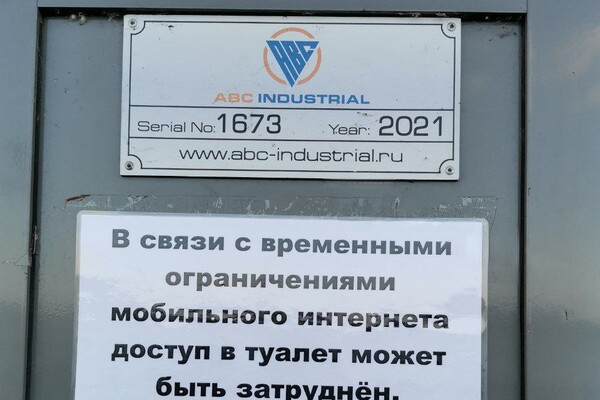 ABC
ABC INDUSTRIAL
Serial No: 1673 Year: 2021
www.abc-industrial.ru
В связи с временными
ограничениями
мобильного интернета
доступ в туалет может
быть затруднён.